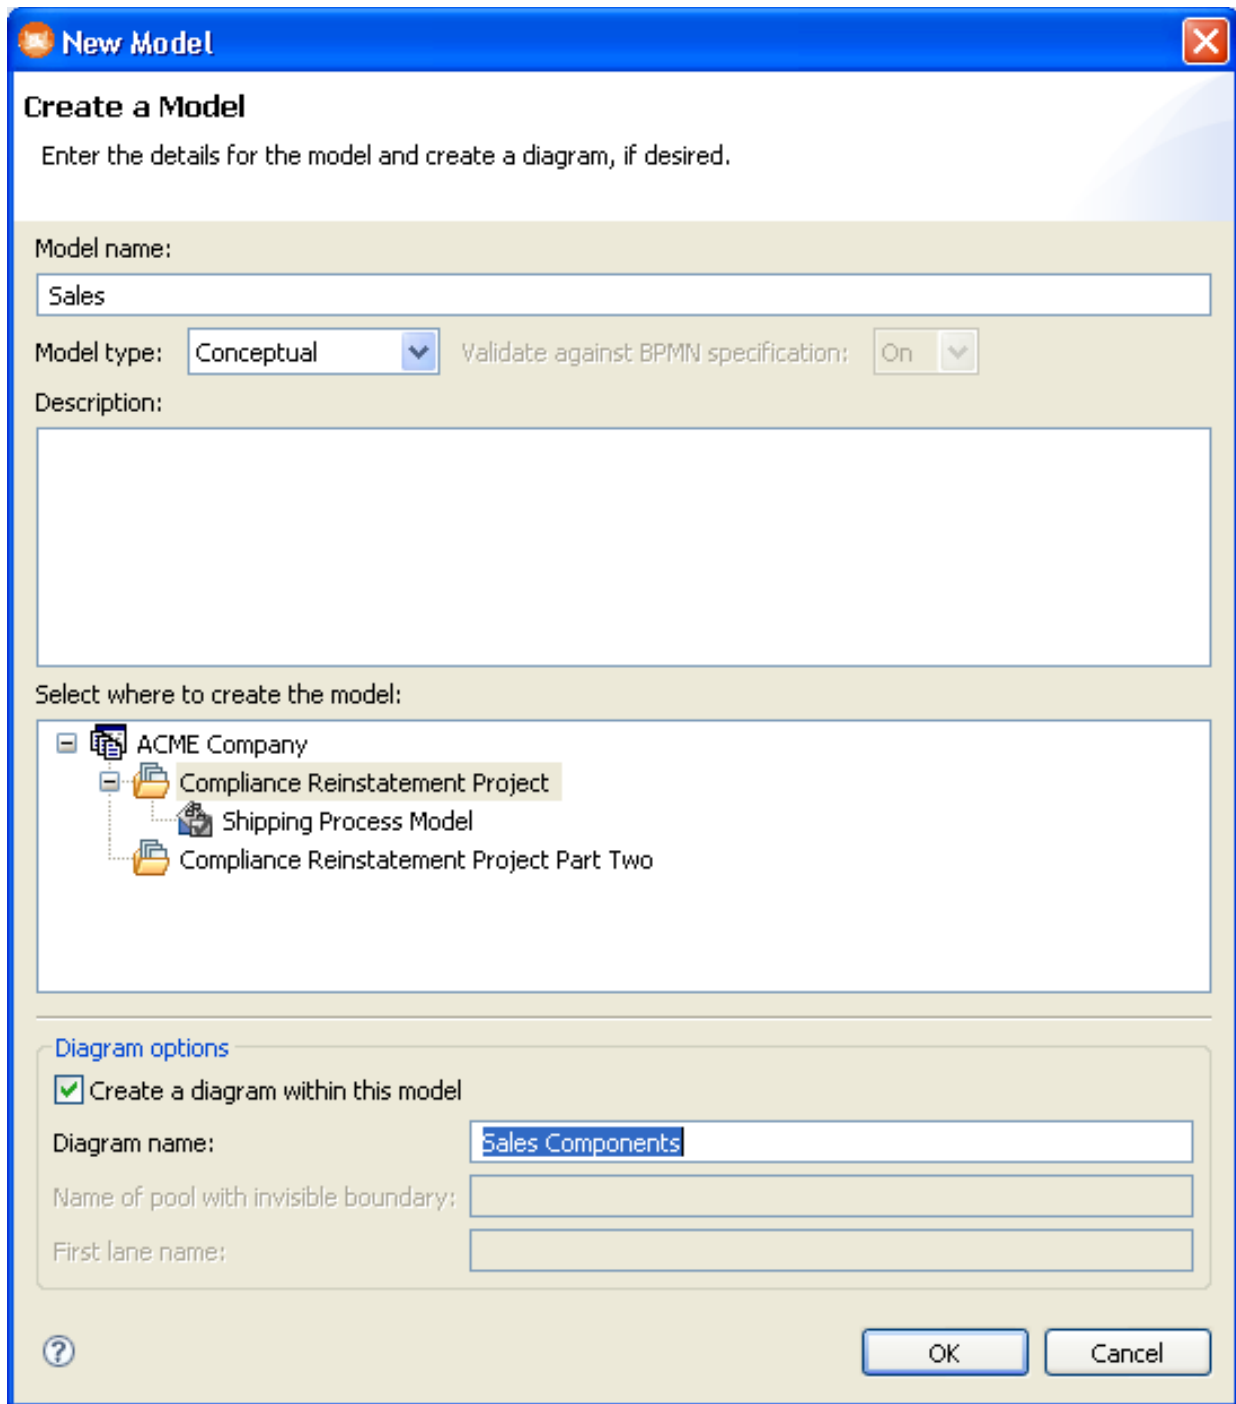 New Model
Create a Model
Enter the details for the model and create a diagram, if desired.
Model name:
Sales
Model type: Conceptual Validate against BPMN specification: On
Description:
Select where to create the model:
ACME Company
Compliance Reinstatement Project
Shipping Process Model
Compliance Reinstatement Project Part Two
Diagram options
Create a diagram within this model
Diagram name: Sales Components
Name of pool with invisible boundary:
First lane name:
? OK Cancel